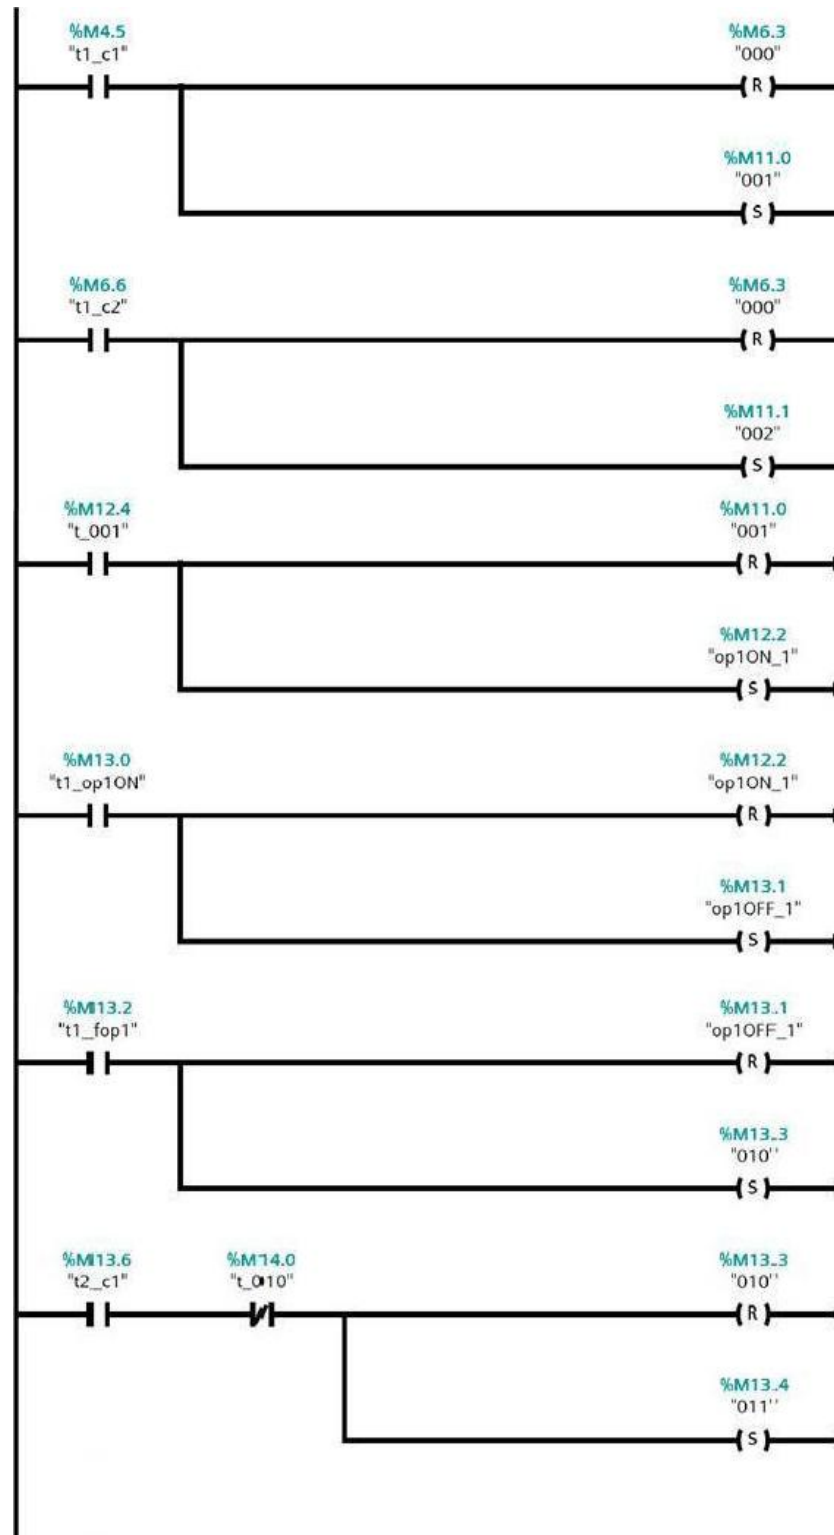 %M4.5
"t1_c1"
%M6.3
"000"
R
%M11.0
"001"
S
%M6.6
"t1_c2"
%M6.3
"000"
R
%M11.1
"002"
S
%M12.4
"t_001"
%M11.0
"001"
R
%M12.2
"op1ON_1"
S
%M13.0
"t1_op1ON"
%M12.2
"op1ON_1"
R
%M13.1
"op1OFF_1"
S
%M13.2
"t1_fop1"
%M13.1
"op1OFF_1"
R
%M13.3
"010"
S
%M13.6
"t2_c1"
%M14.0
"t_010"
%M13.3
"010"
R
%M13.4
"011"
S